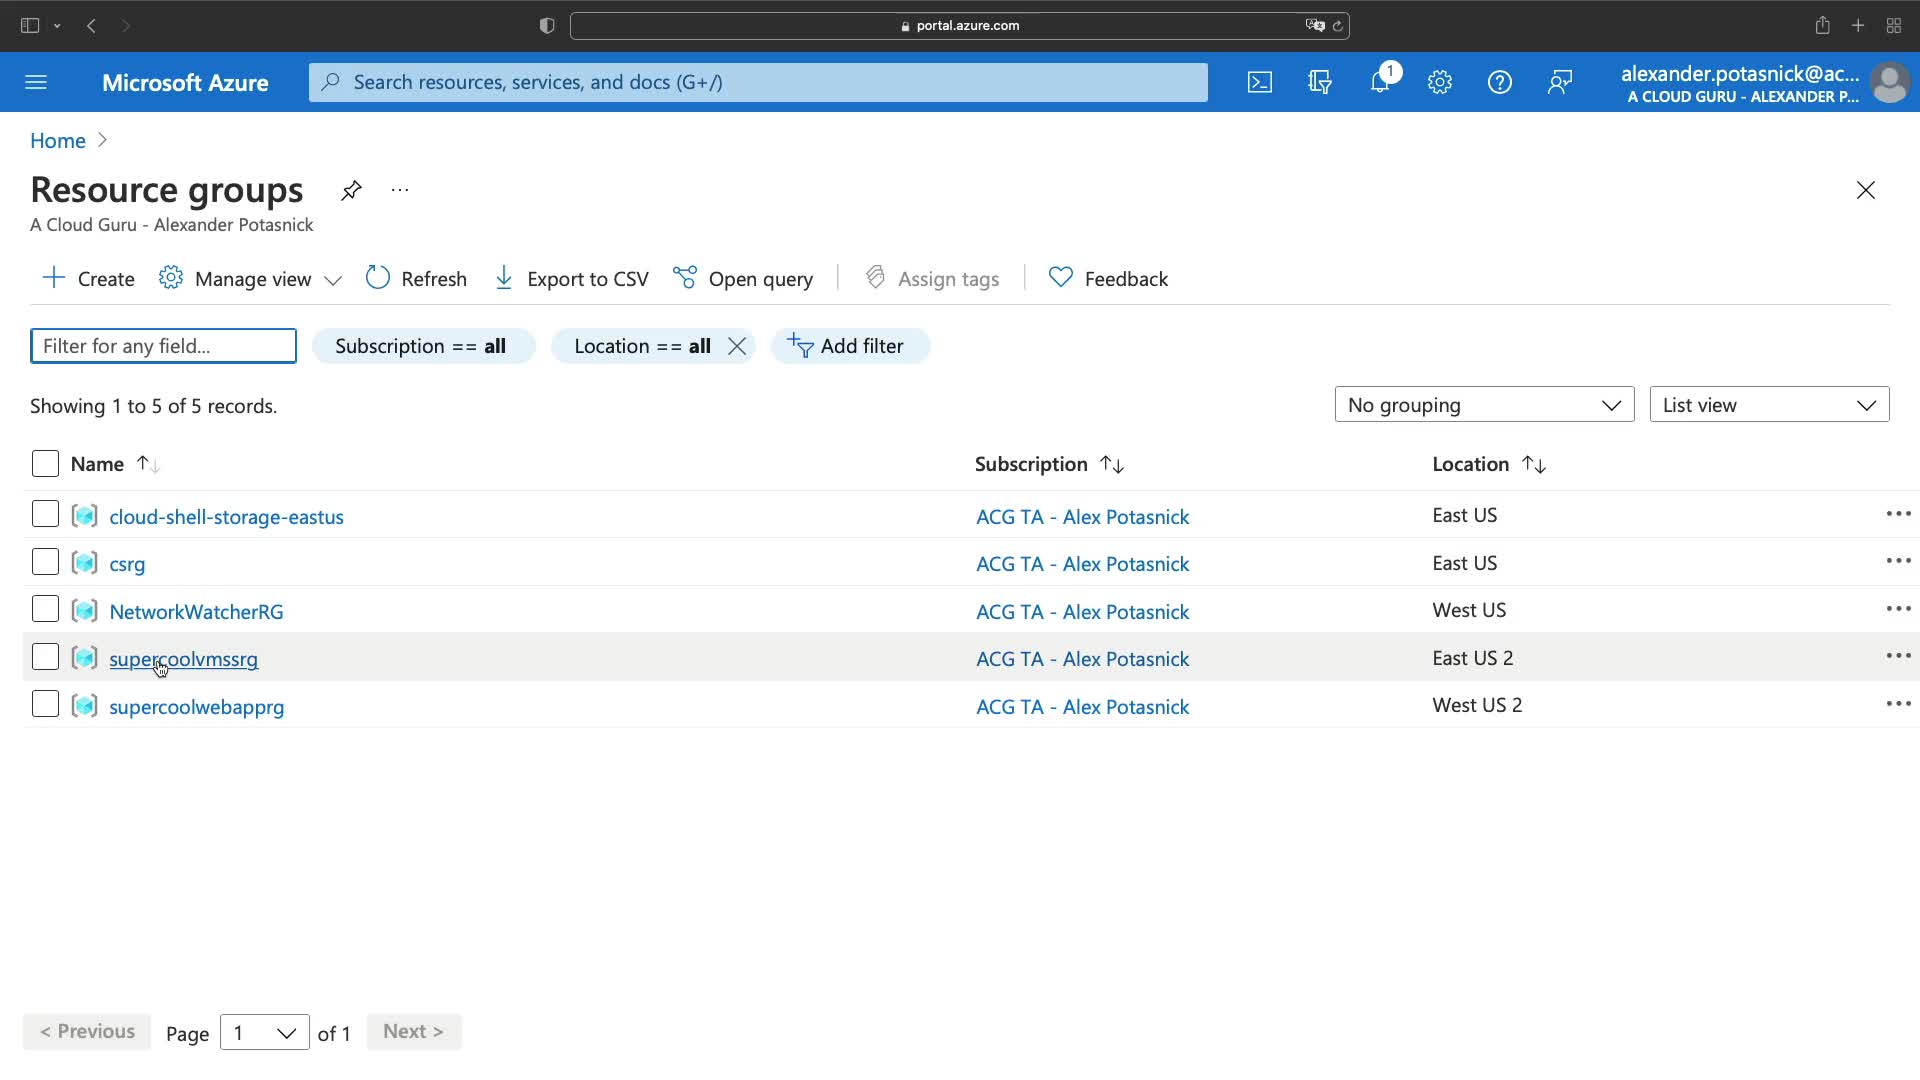 portal.azure.com
Microsoft Azure
Search resources, services, and docs (G+/)
1
alexander.potasnick@ac...
A CLOUD GURU - ALEXANDER P...
Home
Resource groups
A Cloud Guru - Alexander Potasnick
Create Manage view Refresh Export to CSV Open query Assign tags Feedback
Filter for any field... Subscription == all Location == all Add filter
Showing 1 to 5 of 5 records. No grouping List view
Name Subscription Location
cloud-shell-storage-eastus ACG TA - Alex Potasnick East US
csrg ACG TA - Alex Potasnick East US
NetworkWatcherRG ACG TA - Alex Potasnick West US
supercoolvmssrg ACG TA - Alex Potasnick East US 2
supercoolwebapprg ACG TA - Alex Potasnick West US 2
< Previous Page 1 of 1 Next >